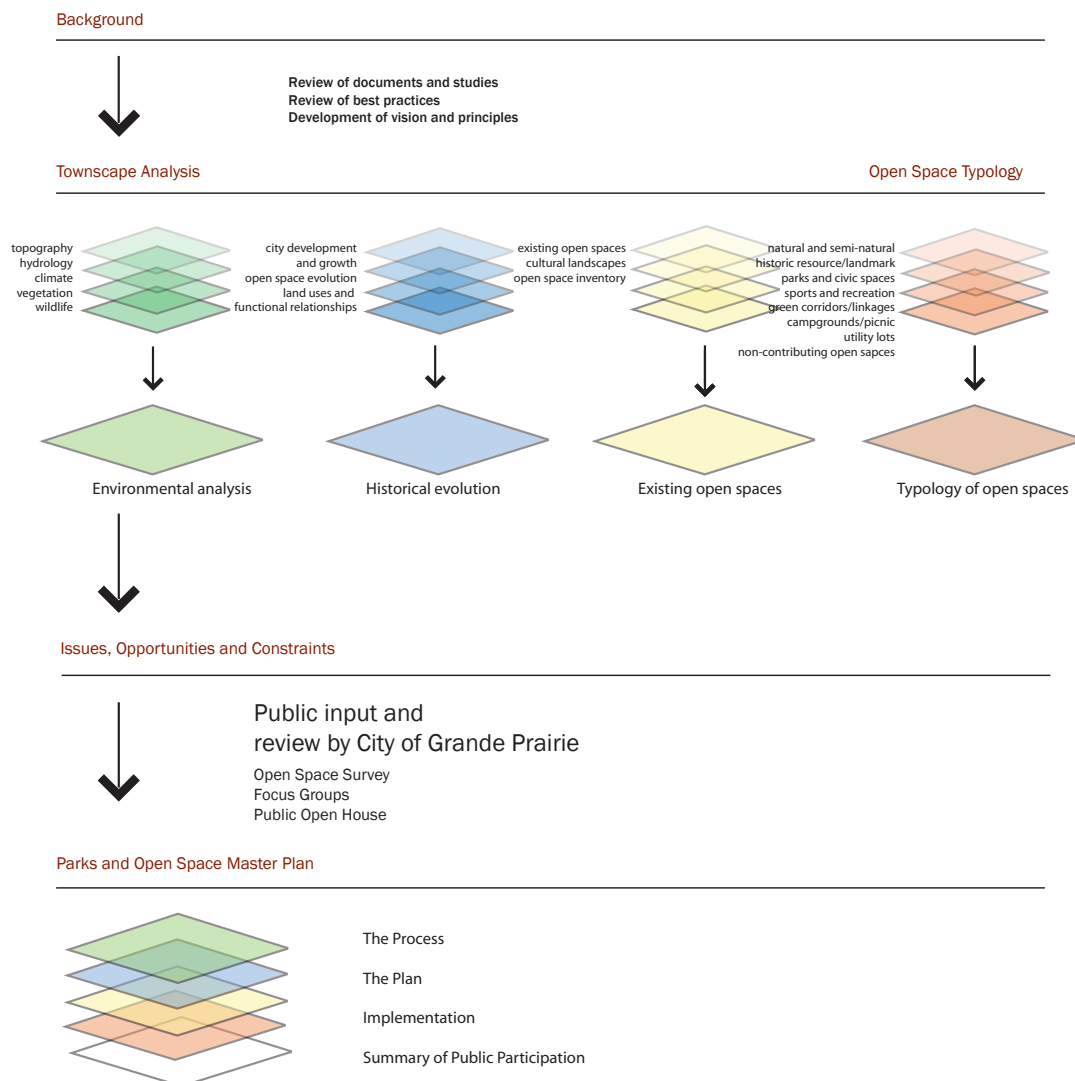 Background
Review of documents and studies
Review of best practices
Development of vision and principles
Townscape Analysis
Open Space Typology
topography
hydrology
climate
vegetation
wildlife
city development
and growth
open space evolution
land uses and
functional relationships
existing open spaces
cultural landscapes
open space inventory
natural and semi-natural
historic resource/landmark
parks and civic spaces
sports and recreation
green corridors/linkages
campgrounds/picnic
utility lots
non-contributing open sapces
Environmental analysis
Historical evolution
Existing open spaces
Typology of open spaces
Issues, Opportunities and Constraints
Public input and
review by City of Grande Prairie
Open Space Survey
Focus Groups
Public Open House
Parks and Open Space Master Plan
The Process
The Plan
Implementation
Summary of Public Participation